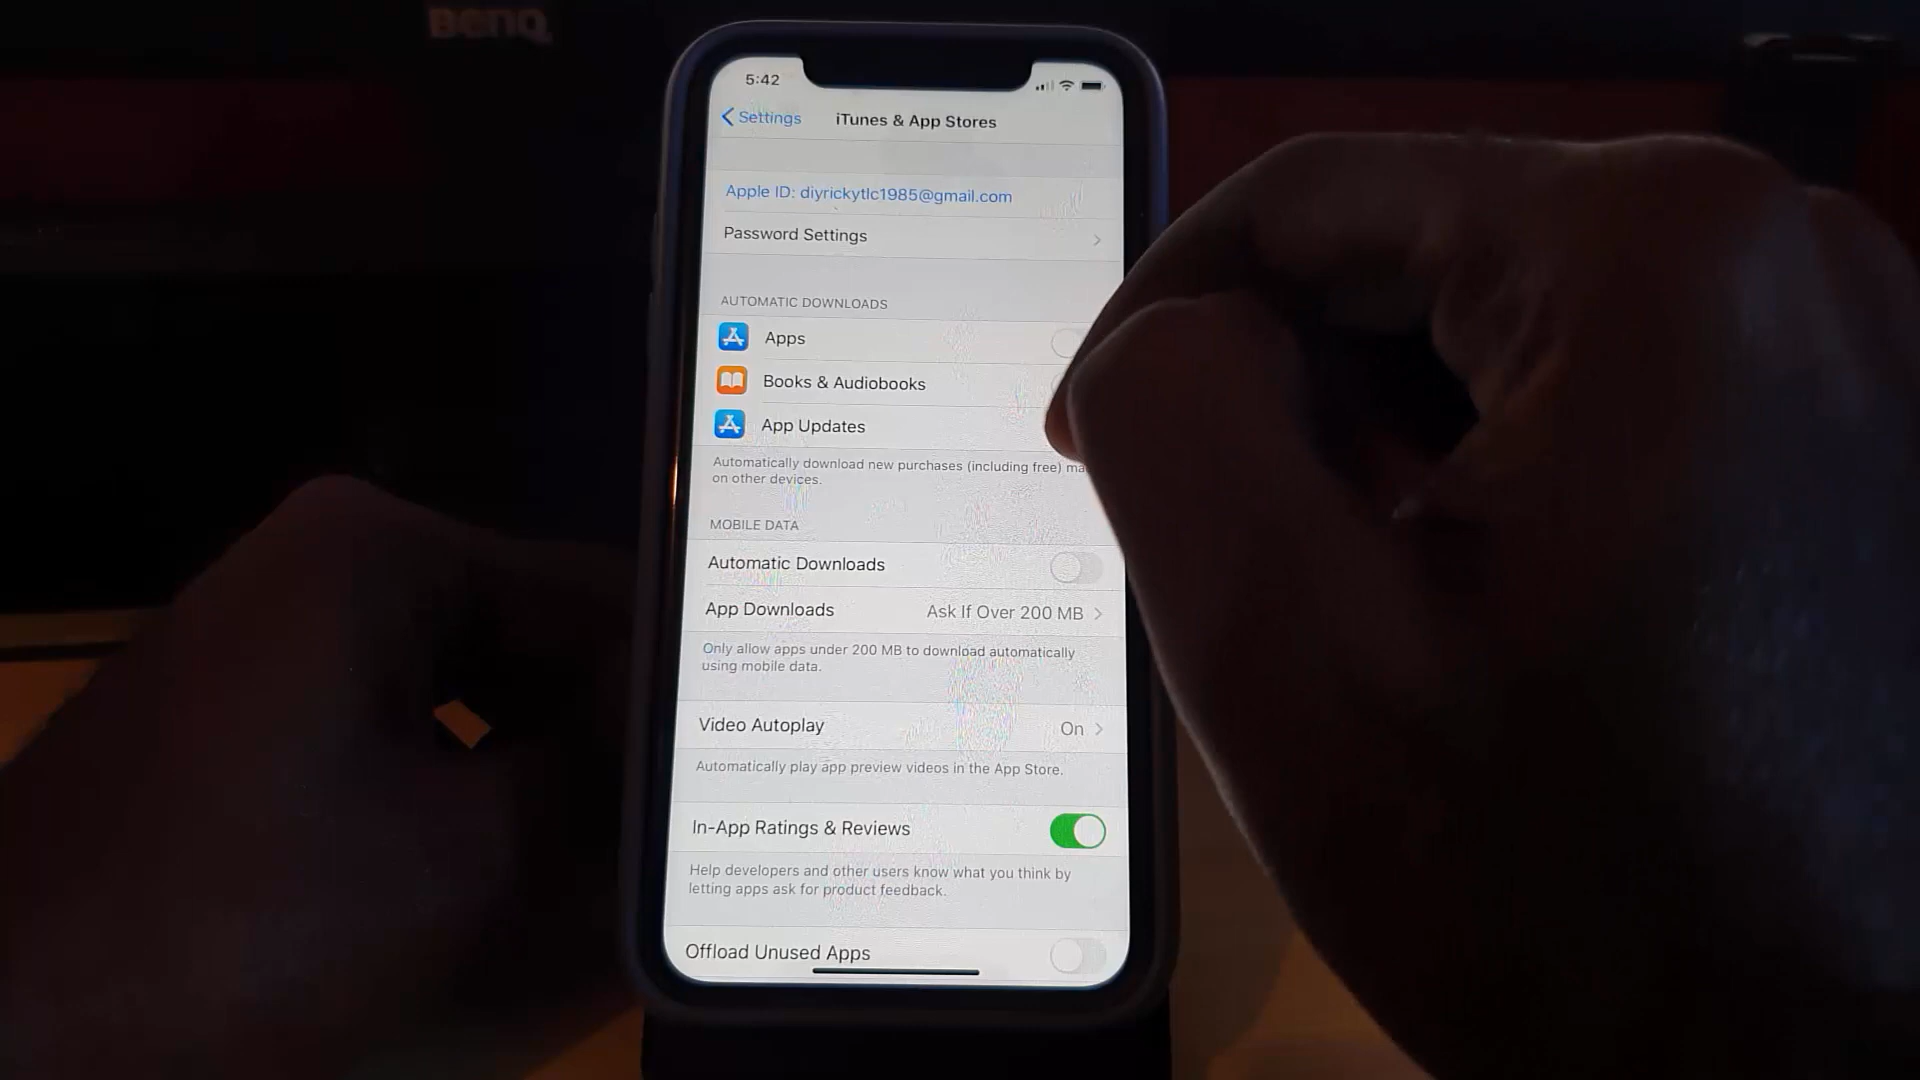 BenQ
5:42
Settings
iTunes & App Stores
Apple ID: diyrickytlc1985@gmail.com
Password Settings
AUTOMATIC DOWNLOADS
Apps
Books & Audiobooks
App Updates
Automatically download new purchases (including free) ma
on other devices.
MOBILE DATA
Automatic Downloads
App Downloads Ask If Over 200 MB
Only allow apps under 200 MB to download automatically
using mobile data.
Video Autoplay On
Automatically play app preview videos in the App Store.
In-App Ratings & Reviews
Help developers and other users know what you think by
letting apps ask for product feedback.
Offload Unused Apps